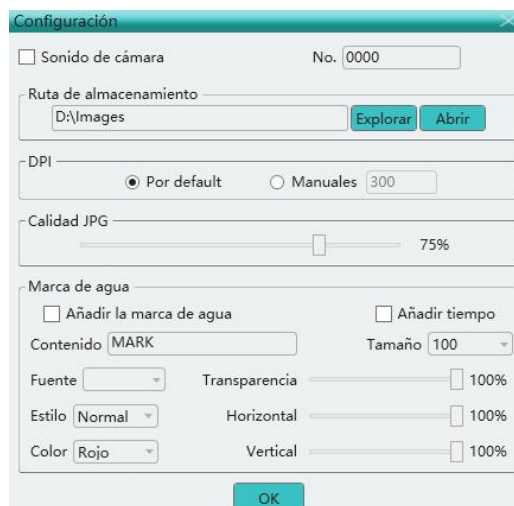 Configuración
Sonido de cámara No. 0000
Ruta de almacenamiento
D:\Images Explorar Abrir
DPI
Por default Manuales 300
Calidad JPG
75%
Marca de agua
Añadir la marca de agua Añadir tiempo
Contenido MARK Tamaño 100
Fuente Transparencia 100%
Estilo Normal Horizontal 100%
Color Rojo Vertical 100%
OK